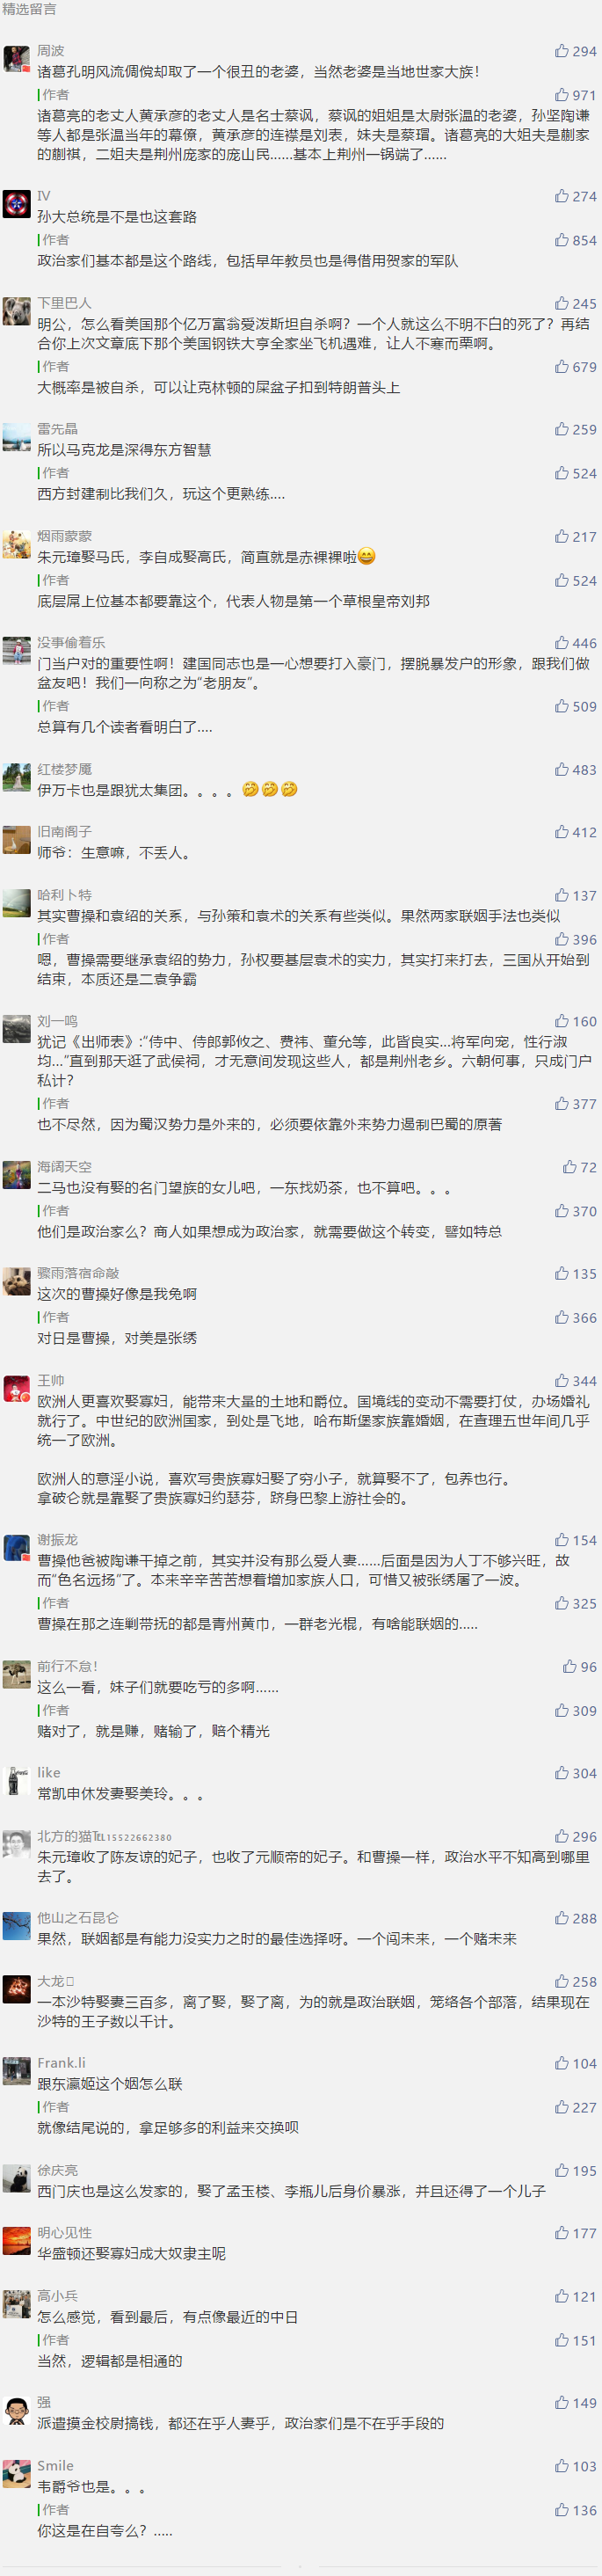 精选留言
周波
294
诸葛孔明风流倜傥却取了一个很丑的老婆，当然老婆是当地世家大族！
作者
971
诸葛亮的老丈人黄承彦的老丈人是名士蔡讽，蔡讽的姐姐是太尉张温的老婆，孙坚陶谦
等人都是张温当年的幕僚，黄承彦的连襟是刘表，妹夫是蔡瑁。诸葛亮的大姐夫是蒯家
的蒯祺，二姐夫是荆州庞家的庞山民......基本上荆州一锅端了......
IV
274
孙大总统是不是也这套路
作者
854
政治家们基本都是这个路线，包括早年教员也是得借用贺家的军队
下里巴人
245
明公，怎么看美国那个亿万富翁爱泼斯坦自杀啊？一个人就这么不明不白的死了？再结
合你上次文章底下那个美国钢铁大亨全家坐飞机遇难，让人不寒而栗啊。
作者
679
大概率是被自杀，可以让克林顿的屎盆子扣到特朗普头上
雷先晶
259
所以马克龙是深得东方智慧
作者
524
西方封建制比我们久，玩这个更熟练....
烟雨蒙蒙
217
朱元璋娶马氏，李自成娶高氏，简直就是赤裸裸啦😄
作者
524
底层屌上位基本都要靠这个，代表人物是第一个草根皇帝刘邦
没事偷着乐
446
门当户对的重要性啊！建国同志也是一心想要打入豪门，摆脱暴发户的形象，跟我们做
盆友吧！我们一向称之为“老朋友”。
作者
509
总算有几个读者看明白了....
红楼梦魇
483
伊万卡也是跟犹太集团。。。。🤣🤣🤣
旧南阁子
412
师爷：生意嘛，不丢人。
哈利卜特
137
其实曹操和袁绍的关系，与孙策和袁术的关系有些类似。果然两家联姻手法也类似
作者
396
嗯，曹操需要继承袁绍的势力，孙权要基层袁术的实力，其实打来打去，三国从开始到
结束，本质还是二袁争霸
刘一鸣
160
犹记《出师表》:“侍中、侍郎郭攸之、费祎、董允等，此皆良实...将军向宠，性行淑
均...”直到那天逛了武侯祠，才无意间发现这些人，都是荆州老乡。六朝何事，只成门户
私计？
作者
377
也不尽然，因为蜀汉势力是外来的，必须要依靠外来势力遏制巴蜀的原著
海阔天空
72
二马也没有娶的名门望族的女儿吧，一东找奶茶，也不算吧。。。
作者
370
他们是政治家么？商人如果想成为政治家，就需要做这个转变，譬如特总
骤雨落宿命敲
135
这次的曹操好像是我免啊
作者
366
对日是曹操，对美是张绣
王帅
344
欧洲人更喜欢娶寡妇，能带来大量的土地和爵位。国境线的变动不需要打仗，办场婚礼
就行了。中世纪的欧洲国家，到处是飞地，哈布斯堡家族靠婚姻，在查理五世年间几乎
统一了欧洲。
欧洲人的意淫小说，喜欢写贵族寡妇娶了穷小子，就算娶不了，包养也行。
拿破仑就是靠娶了贵族寡妇约瑟芬，跻身巴黎上游社会的。
谢振龙
154
曹操他爸被陶谦干掉之前，其实并没有那么爱人妻......后面是因为人丁不够兴旺，故
而“色名远扬”了。本来辛辛苦苦想着增加家族人口，可惜又被张绣屠了一波。
作者
325
曹操在那之连剿带抚的都是青州黄巾，一群老光棍，有啥能联姻的.....
前行不怠！
96
这么一看，妹子们就要吃亏的多啊......
作者
309
赌对了，就是赚，赌输了，赔个精光
like
304
常凯申休发妻娶美玲。。。
北方的猫℡15522662380
296
朱元璋收了陈友谅的妃子，也收了元顺帝的妃子。和曹操一样，政治水平不知高到哪里
去了。
他山之石昆仑
288
果然，联姻都是有能力没实力之时的最佳选择呀。一个闯未来，一个赌未来
大龙
258
一本沙特娶妻三百多，离了娶，娶了离，为的就是政治联姻，笼络各个部落，结果现在
沙特的王子数以千计。
Frank.li
104
跟东瀛姬这个姻怎么联
作者
227
就像结尾说的，拿足够多的利益来交换呗
徐庆亮
195
西门庆也是这么发家的，娶了孟玉楼、李瓶儿后身价暴涨，并且还得了一个儿子
明心见性
177
华盛顿还娶寡妇成大奴隶主呢
高小兵
121
怎么感觉，看到最后，有点像最近的中日
作者
151
当然，逻辑都是相通的
强
149
派遣摸金校尉搞钱，都还在乎人妻乎，政治家们是不在乎手段的
Smile
103
韦爵爷也是。。。
作者
136
你这是在自夸么？.....